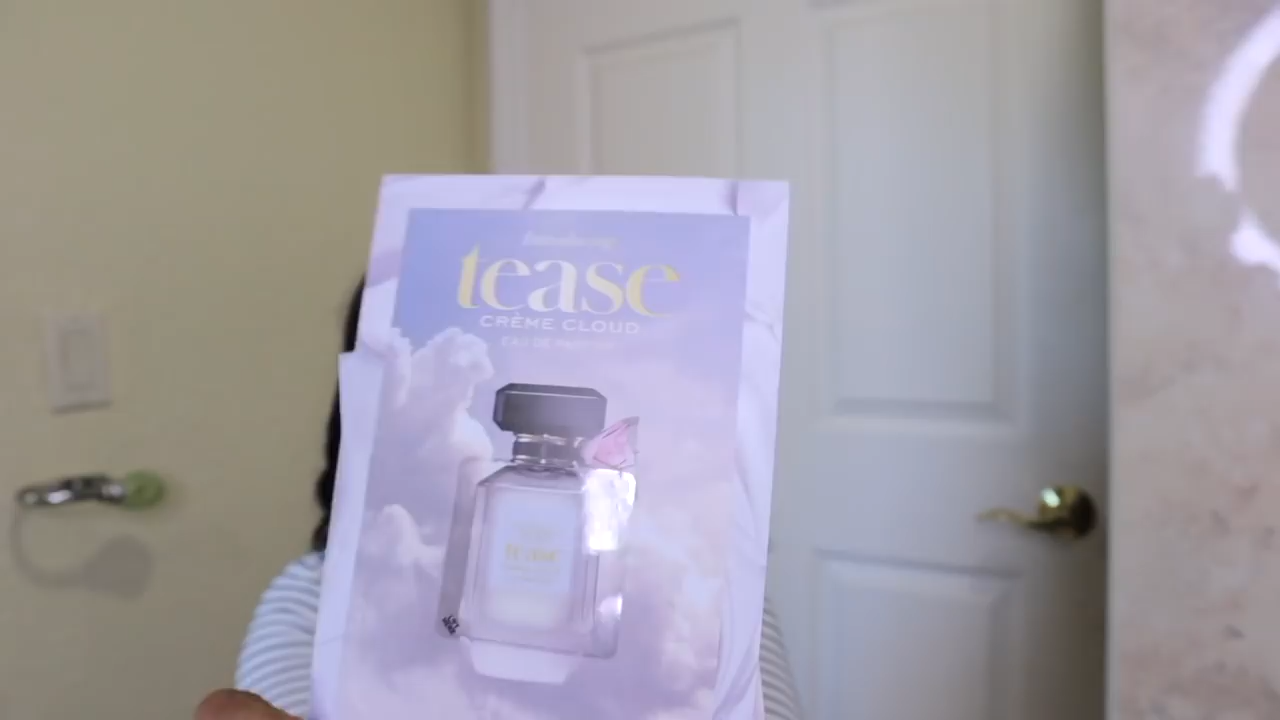 Introducing
tease
CRÈME CLOUD
EAU DE PARFUM
tease